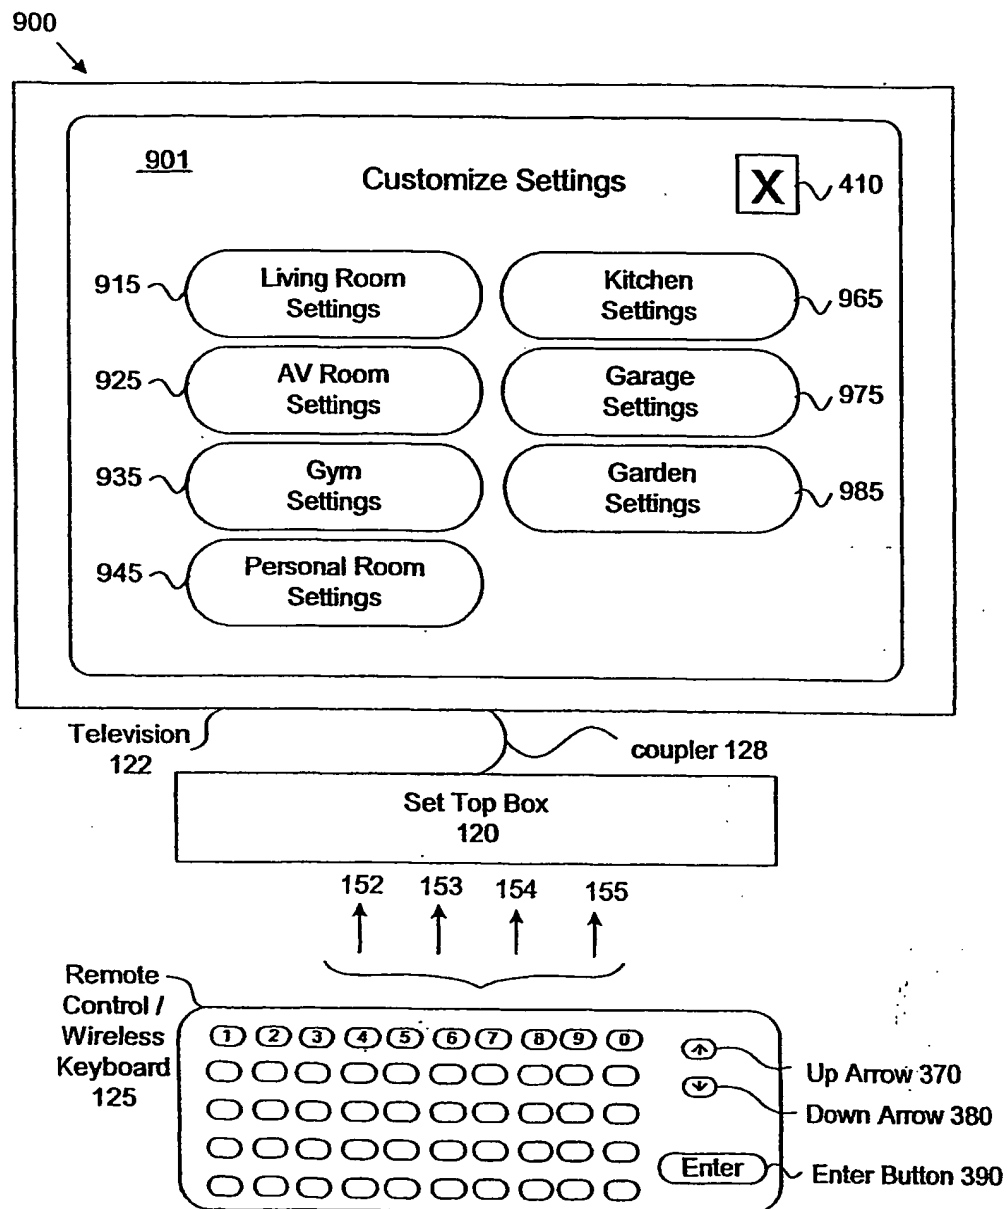 900
901
Customize Settings
X
410
915
Living Room
Settings
Kitchen
Settings
965
925
AV Room
Settings
Garage
Settings
975
935
Gym
Settings
Garden
Settings
985
945
Personal Room
Settings
Television
122
coupler 128
Set Top Box
120
152 153 154 155
Remote
Control /
Wireless
Keyboard
125
1 2 3 4 5 6 7 8 9 0
Up Arrow 370
Down Arrow 380
Enter
Enter Button 390